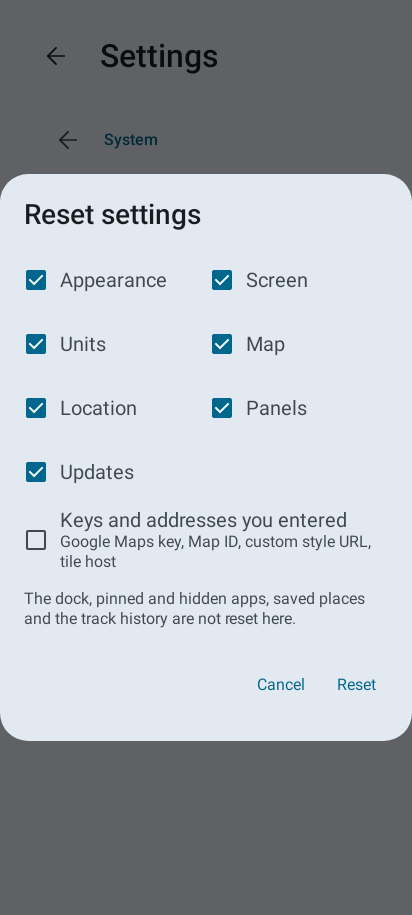 Settings
System
Reset settings
Appearance
Screen
Units
Map
Location
Panels
Updates
Keys and addresses you entered
Google Maps key, Map ID, custom style URL,
tile host
The dock, pinned and hidden apps, saved places
and the track history are not reset here.
Cancel
Reset